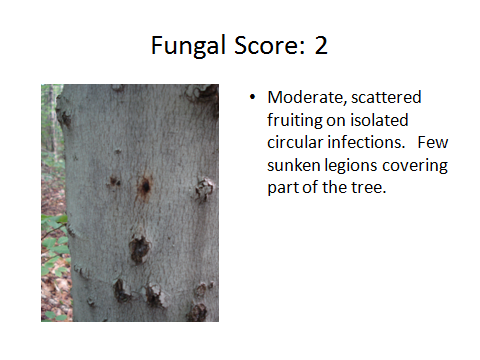 Fungal Score: 2
• Moderate, scattered
fruiting on isolated
circular infections. Few
sunken legions covering
part of the tree.